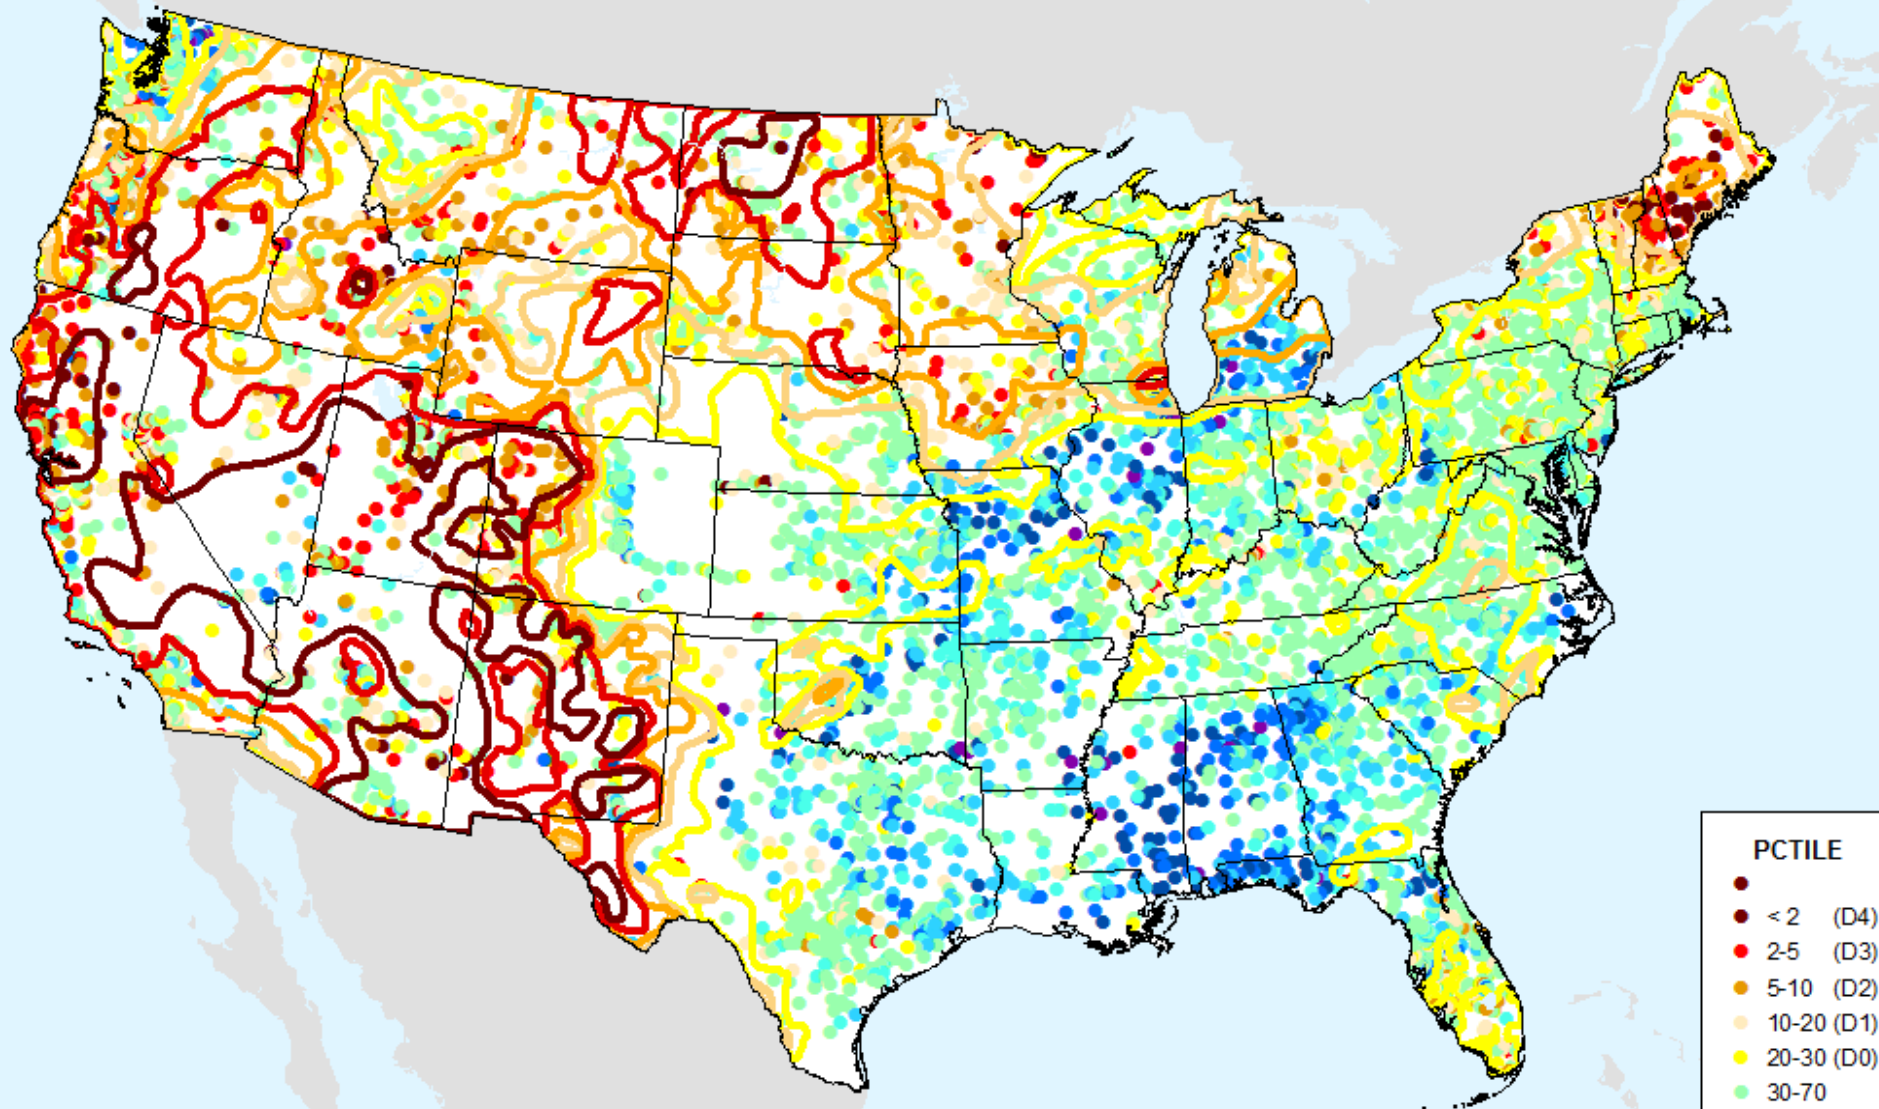 PCTILE
< 2 (D4)
2-5 (D3)
5-10 (D2)
10-20 (D1)
20-30 (D0)
30-70